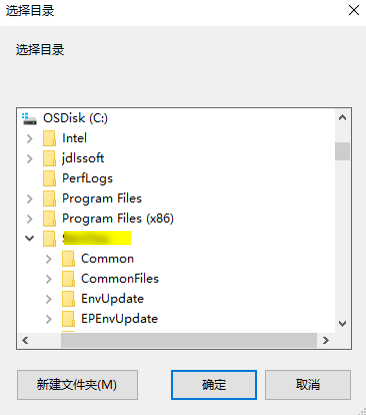 选择目录
选择目录
OSDisk (C:)
Intel
jdlssoft
PerfLogs
Program Files
Program Files (x86)
Common
CommonFiles
EnvUpdate
EPEnvUpdate
新建文件夹(M)
确定
取消